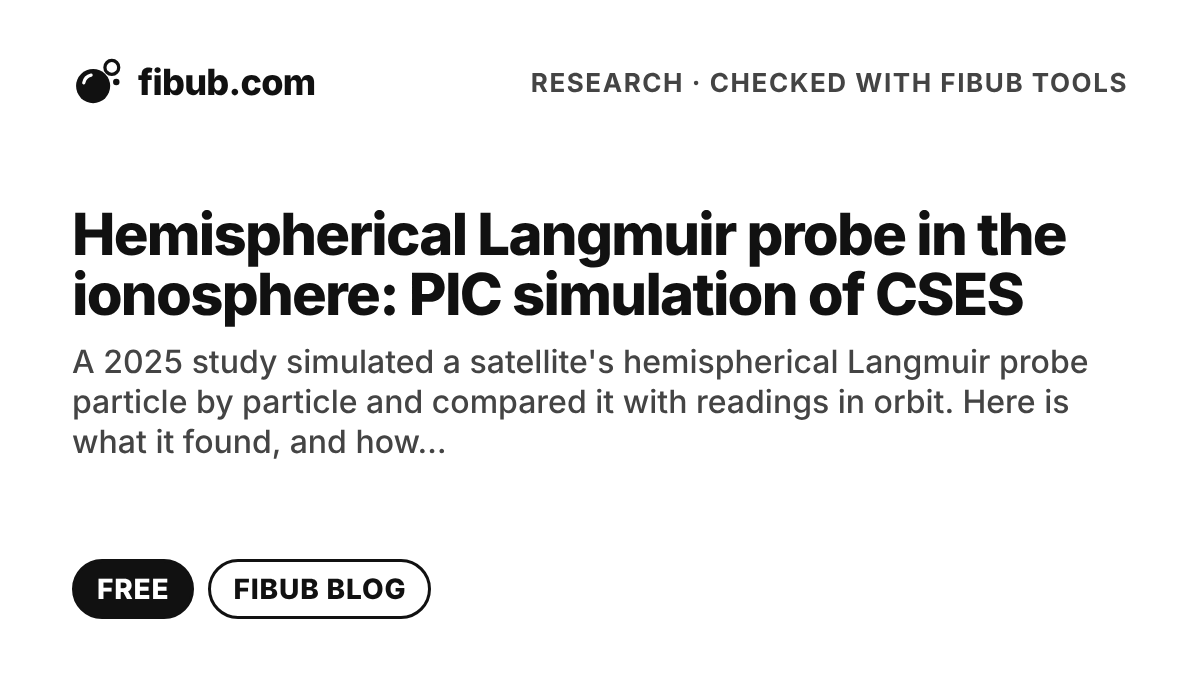 fibub.com
RESEARCH · CHECKED WITH FIBUB TOOLS
Hemispherical Langmuir probe in the
ionosphere: PIC simulation of CSES
A 2025 study simulated a satellite's hemispherical Langmuir probe
particle by particle and compared it with readings in orbit. Here is
what it found, and how...
FREE
FIBUB BLOG